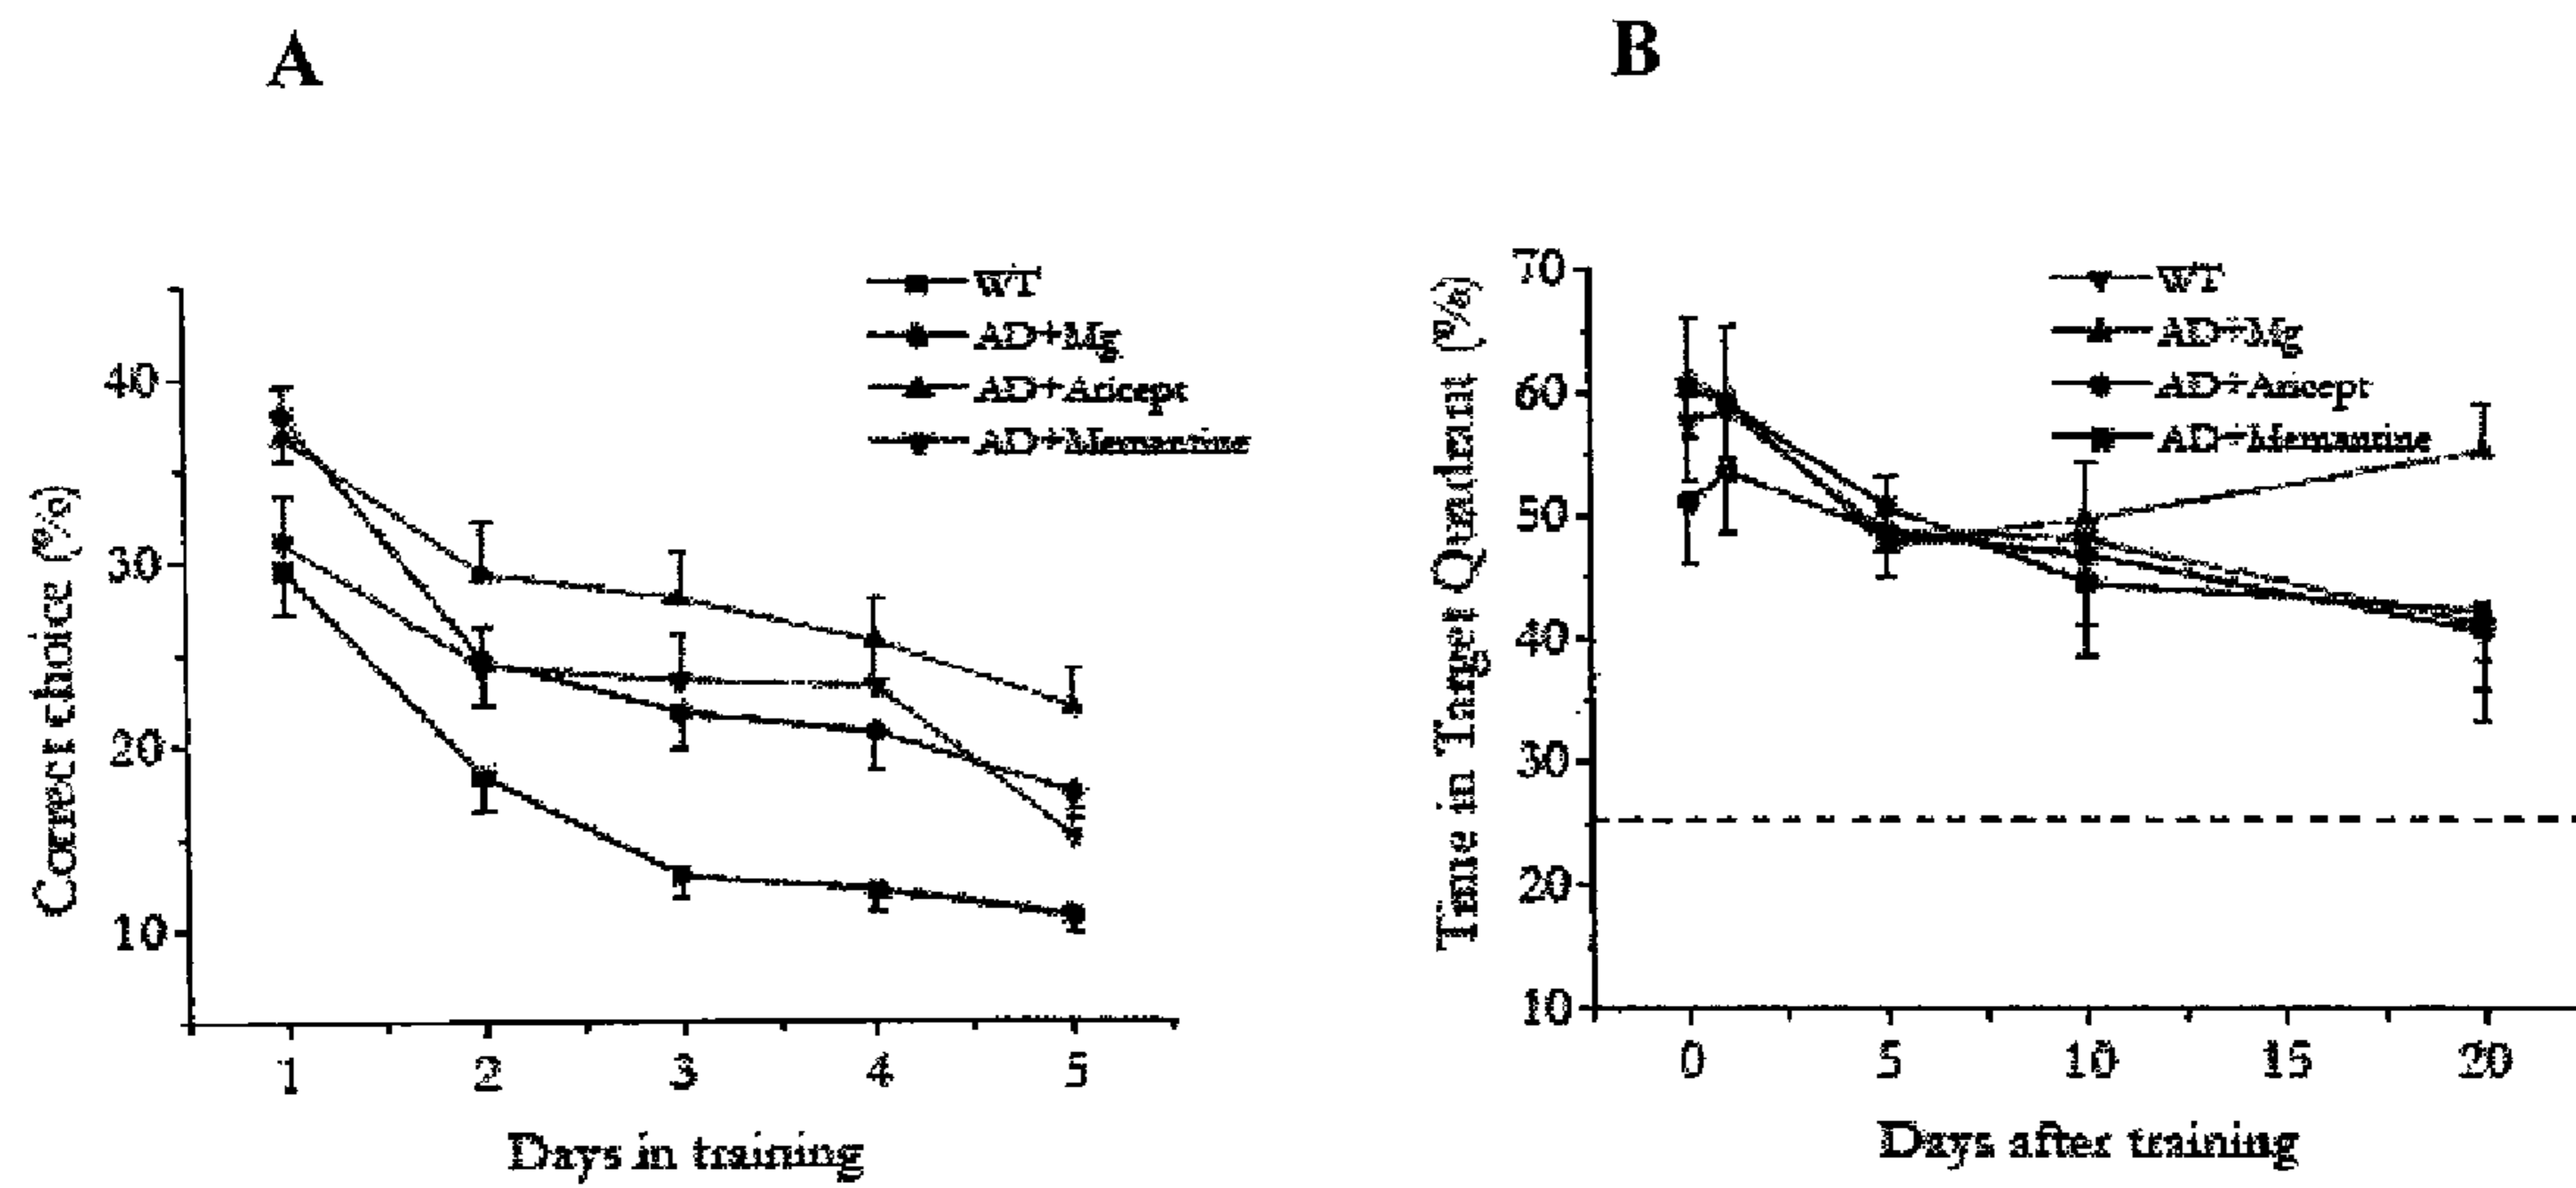 A
Correct choice (%)
40
30
20
10
WT
AD+Mg
AD+Aricept
AD+Memantine
1 2 3 4 5
Days in training
B
Time in Target Quadrant (%)
70
60
50
40
30
20
10
WT
AD+Mg
AD+Aricept
AD+Memantine
0 5 10 15 20
Days after training